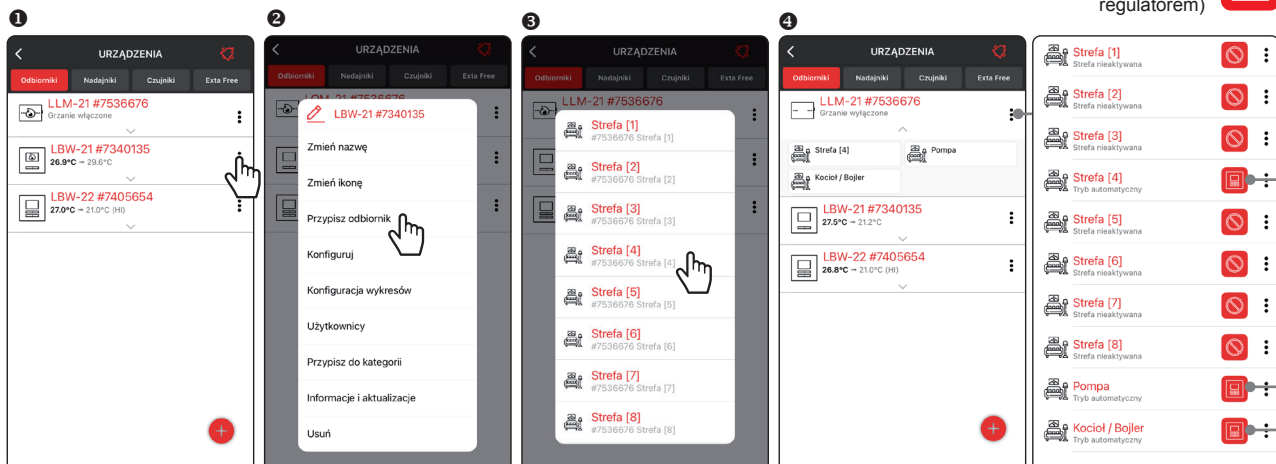 regulatorem)
❶
URZĄDZENIA
Odbiorniki Nadajniki Czujniki Exta Free
LLM-21 #7536676
Grzanie włączone
LBW-21 #7340135
26.9°C → 29.6°C
LBW-22 #7405654
27.0°C → 21.0°C (HI)
+
❷
URZĄDZENIA
Odbiorniki Nadajniki Czujniki Exta Free
LLM-21 #7536676
LBW-21 #7340135
Zmień nazwę
Zmień ikonę
Przypisz odbiornik
Konfiguruj
Konfiguracja wykresów
Użytkownicy
Przypisz do kategorii
Informacje i aktualizacje
Usuń
❸
URZĄDZENIA
Odbiorniki Nadajniki Czujniki Exta Free
LLM-21 #7536676
Strefa [1]
#7536676 Strefa [1]
Strefa [2]
#7536676 Strefa [2]
Strefa [3]
#7536676 Strefa [3]
Strefa [4]
#7536676 Strefa [4]
Strefa [5]
#7536676 Strefa [5]
Strefa [6]
#7536676 Strefa [6]
Strefa [7]
#7536676 Strefa [7]
Strefa [8]
#7536676 Strefa [8]
❹
URZĄDZENIA
Odbiorniki Nadajniki Czujniki Exta Free
LLM-21 #7536676
Grzanie wyłączone
Strefa [4] Pompa
Kocioł / Bojler
LBW-21 #7340135
27.5°C → 21.2°C
LBW-22 #7405654
26.8°C → 21.0°C (HI)
+
Strefa [1]
Strefa nieaktywana
Strefa [2]
Strefa nieaktywana
Strefa [3]
Strefa nieaktywana
Strefa [4]
Tryb automatyczny
Strefa [5]
Strefa nieaktywana
Strefa [6]
Strefa nieaktywana
Strefa [7]
Strefa nieaktywana
Strefa [8]
Strefa nieaktywana
Pompa
Tryb automatyczny
Kocioł / Bojler
Tryb automatyczny